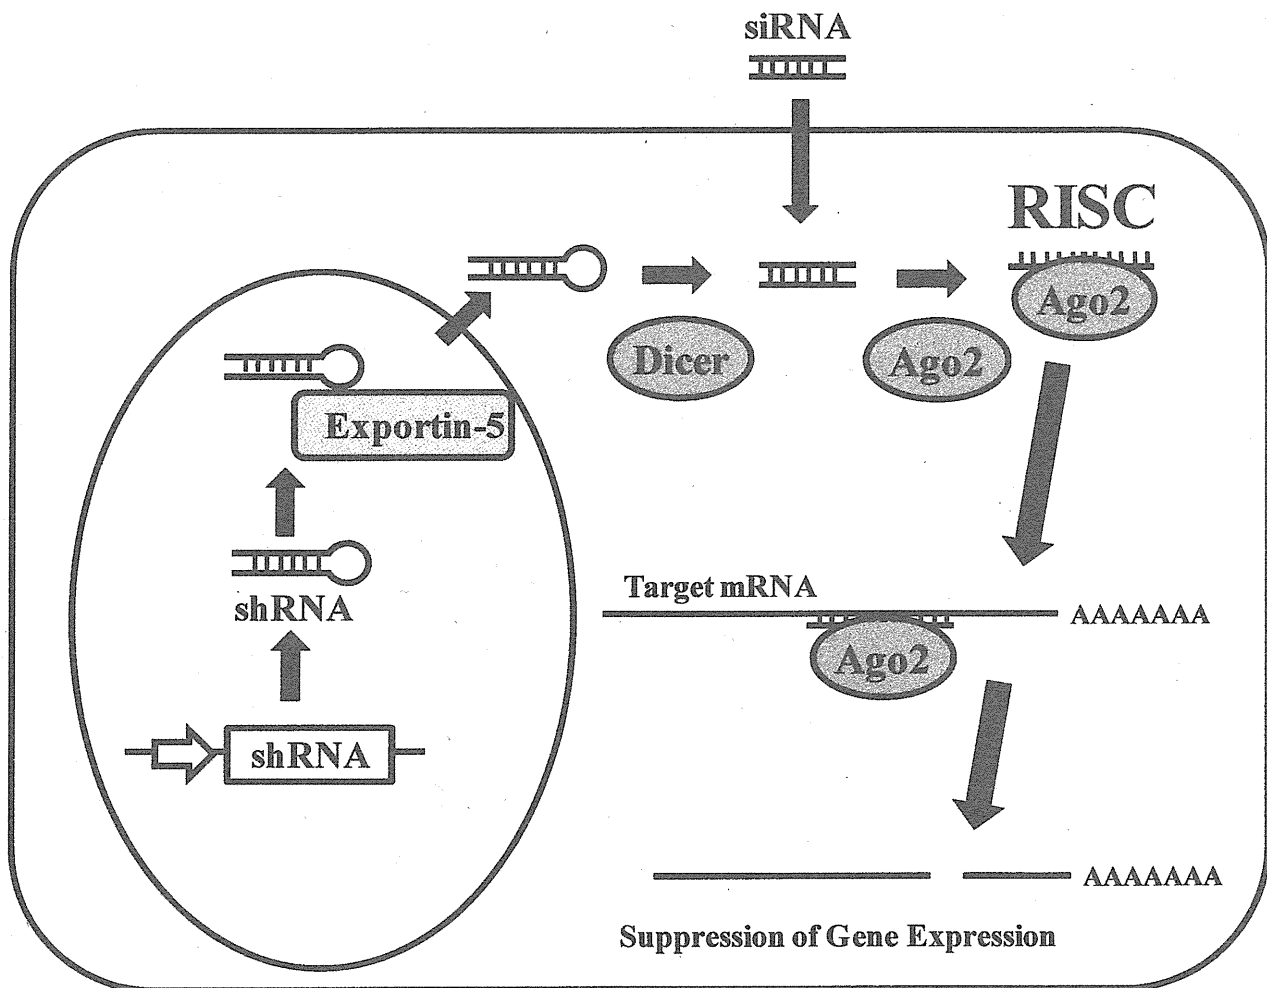 siRNA
RISC
Ago2
Dicer
Ago2
Exportin-5
shRNA
shRNA
Target mRNA
AAAAAAA
Ago2
AAAAAAA
Suppression of Gene Expression